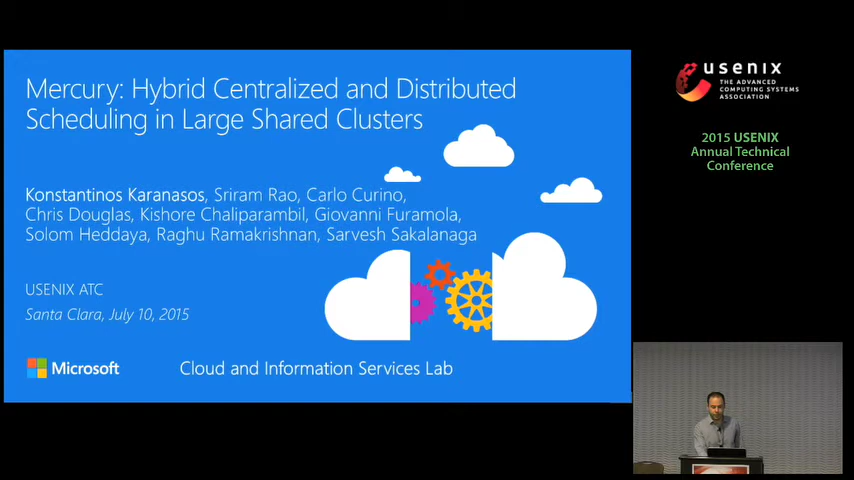 Mercury: Hybrid Centralized and Distributed
Scheduling in Large Shared Clusters
Konstantinos Karanasos, Sriram Rao, Carlo Curino,
Chris Douglas, Kishore Chaliparambil, Giovanni Furamola,
Solom Heddaya, Raghu Ramakrishnan, Sarvesh Sakalanaga
USENIX ATC
Santa Clara, July 10, 2015
Microsoft
Cloud and Information Services Lab
usenix
THE ADVANCED
COMPUTING SYSTEMS
ASSOCIATION
2015 USENIX
Annual Technical
Conference